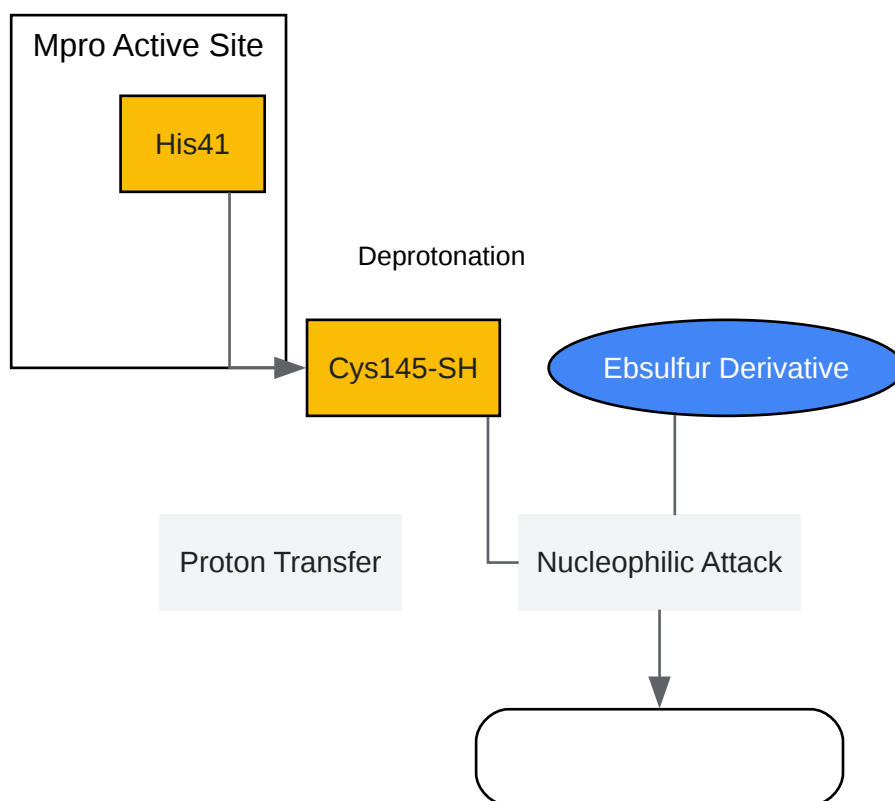 Mpro Active Site
His41
Deprotonation
Cys145-SH
Ebsulfur Derivative
Proton Transfer
Nucleophilic Attack